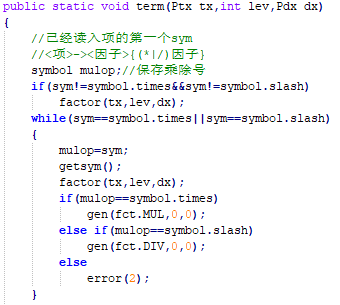 public static void term(Ptx tx,int lev,Pdx dx)
{
//已经读入项的第一个sym
//<项>-><因子>{(*|/)因子}
symbol mulop;//保存乘除号
if(sym!=symbol.times&&sym!=symbol.slash)
factor(tx,lev,dx);
while(sym==symbol.times||sym==symbol.slash)
{
mulop=sym;
getsym();
factor(tx,lev,dx);
if(mulop==symbol.times)
gen(fct.MUL,0,0);
else if(mulop==symbol.slash)
gen(fct.DIV,0,0);
else
error(2);
}